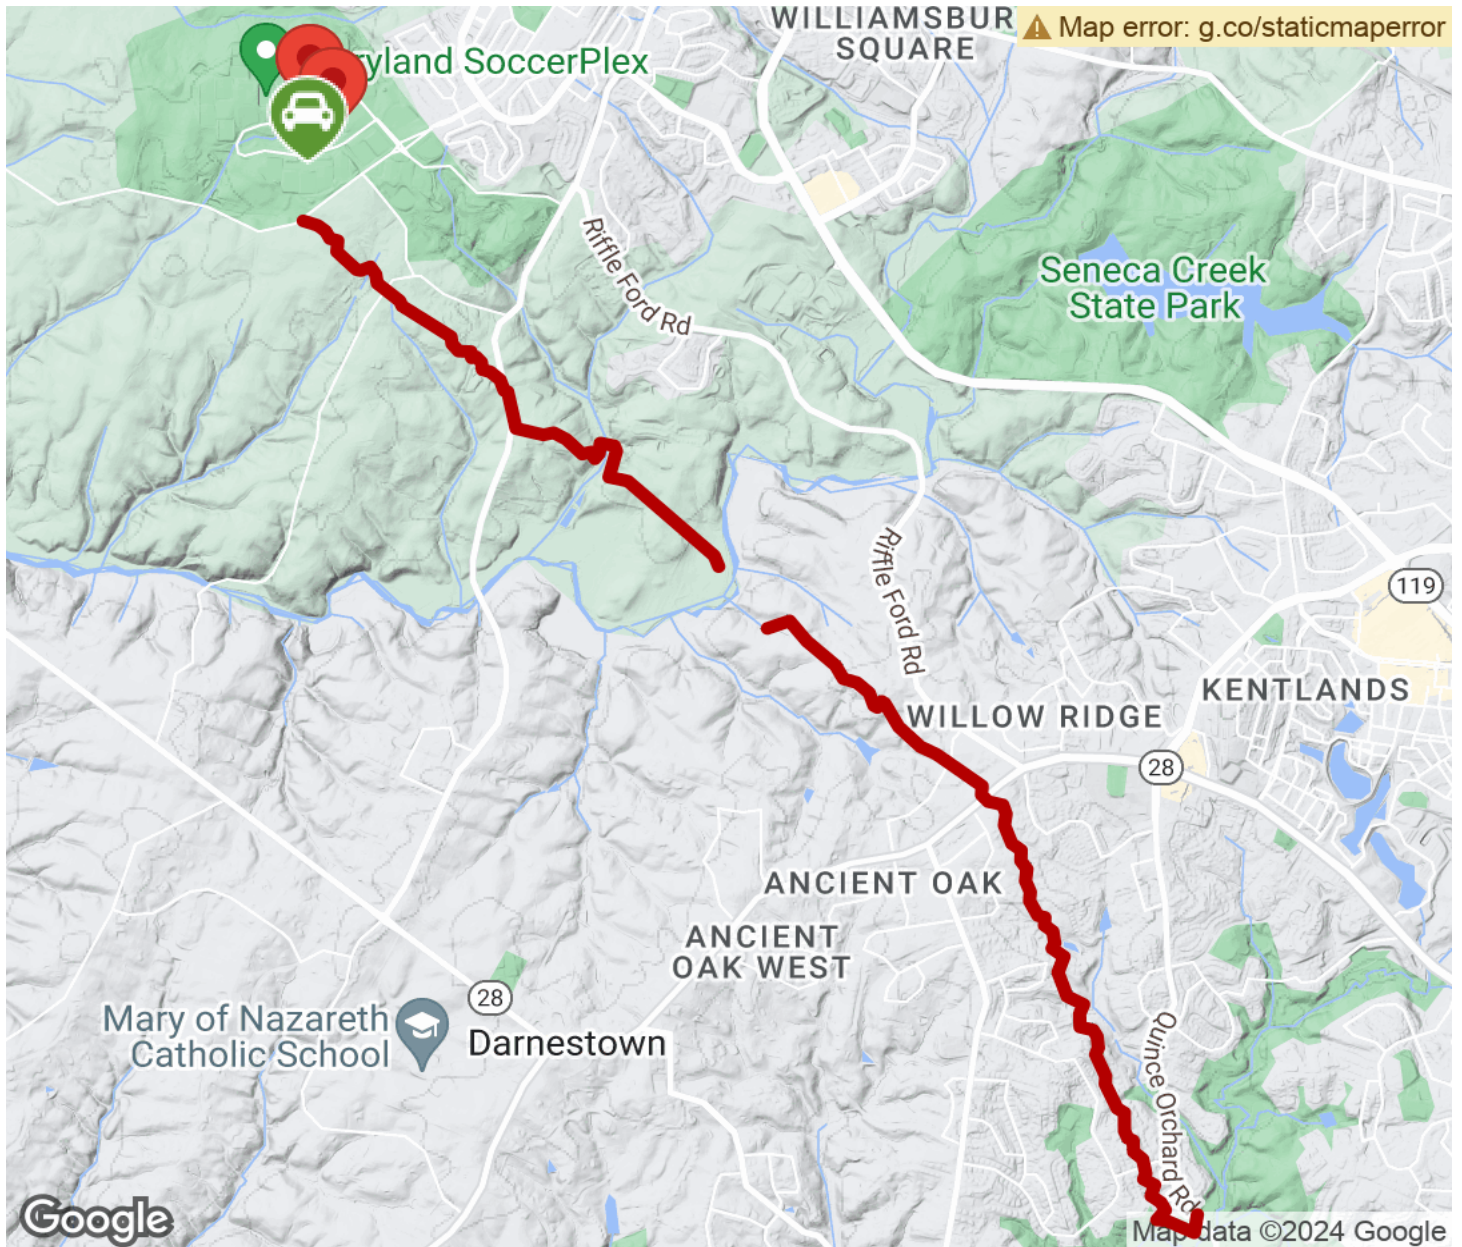 WILLIAMSBUR
SQUARE
Map error: g.co/staticmaperror
ryland SoccerPlex
Riffle Ford Rd
Seneca Creek
State Park
119
Riffle Ford Rd
KENTLANDS
WILLOW RIDGE
28
ANCIENT OAK
ANCIENT
OAK WEST
28
Mary of Nazareth
Catholic School
Darnestown
Quince Orchard Rd
Google
Map data ©2024 Google